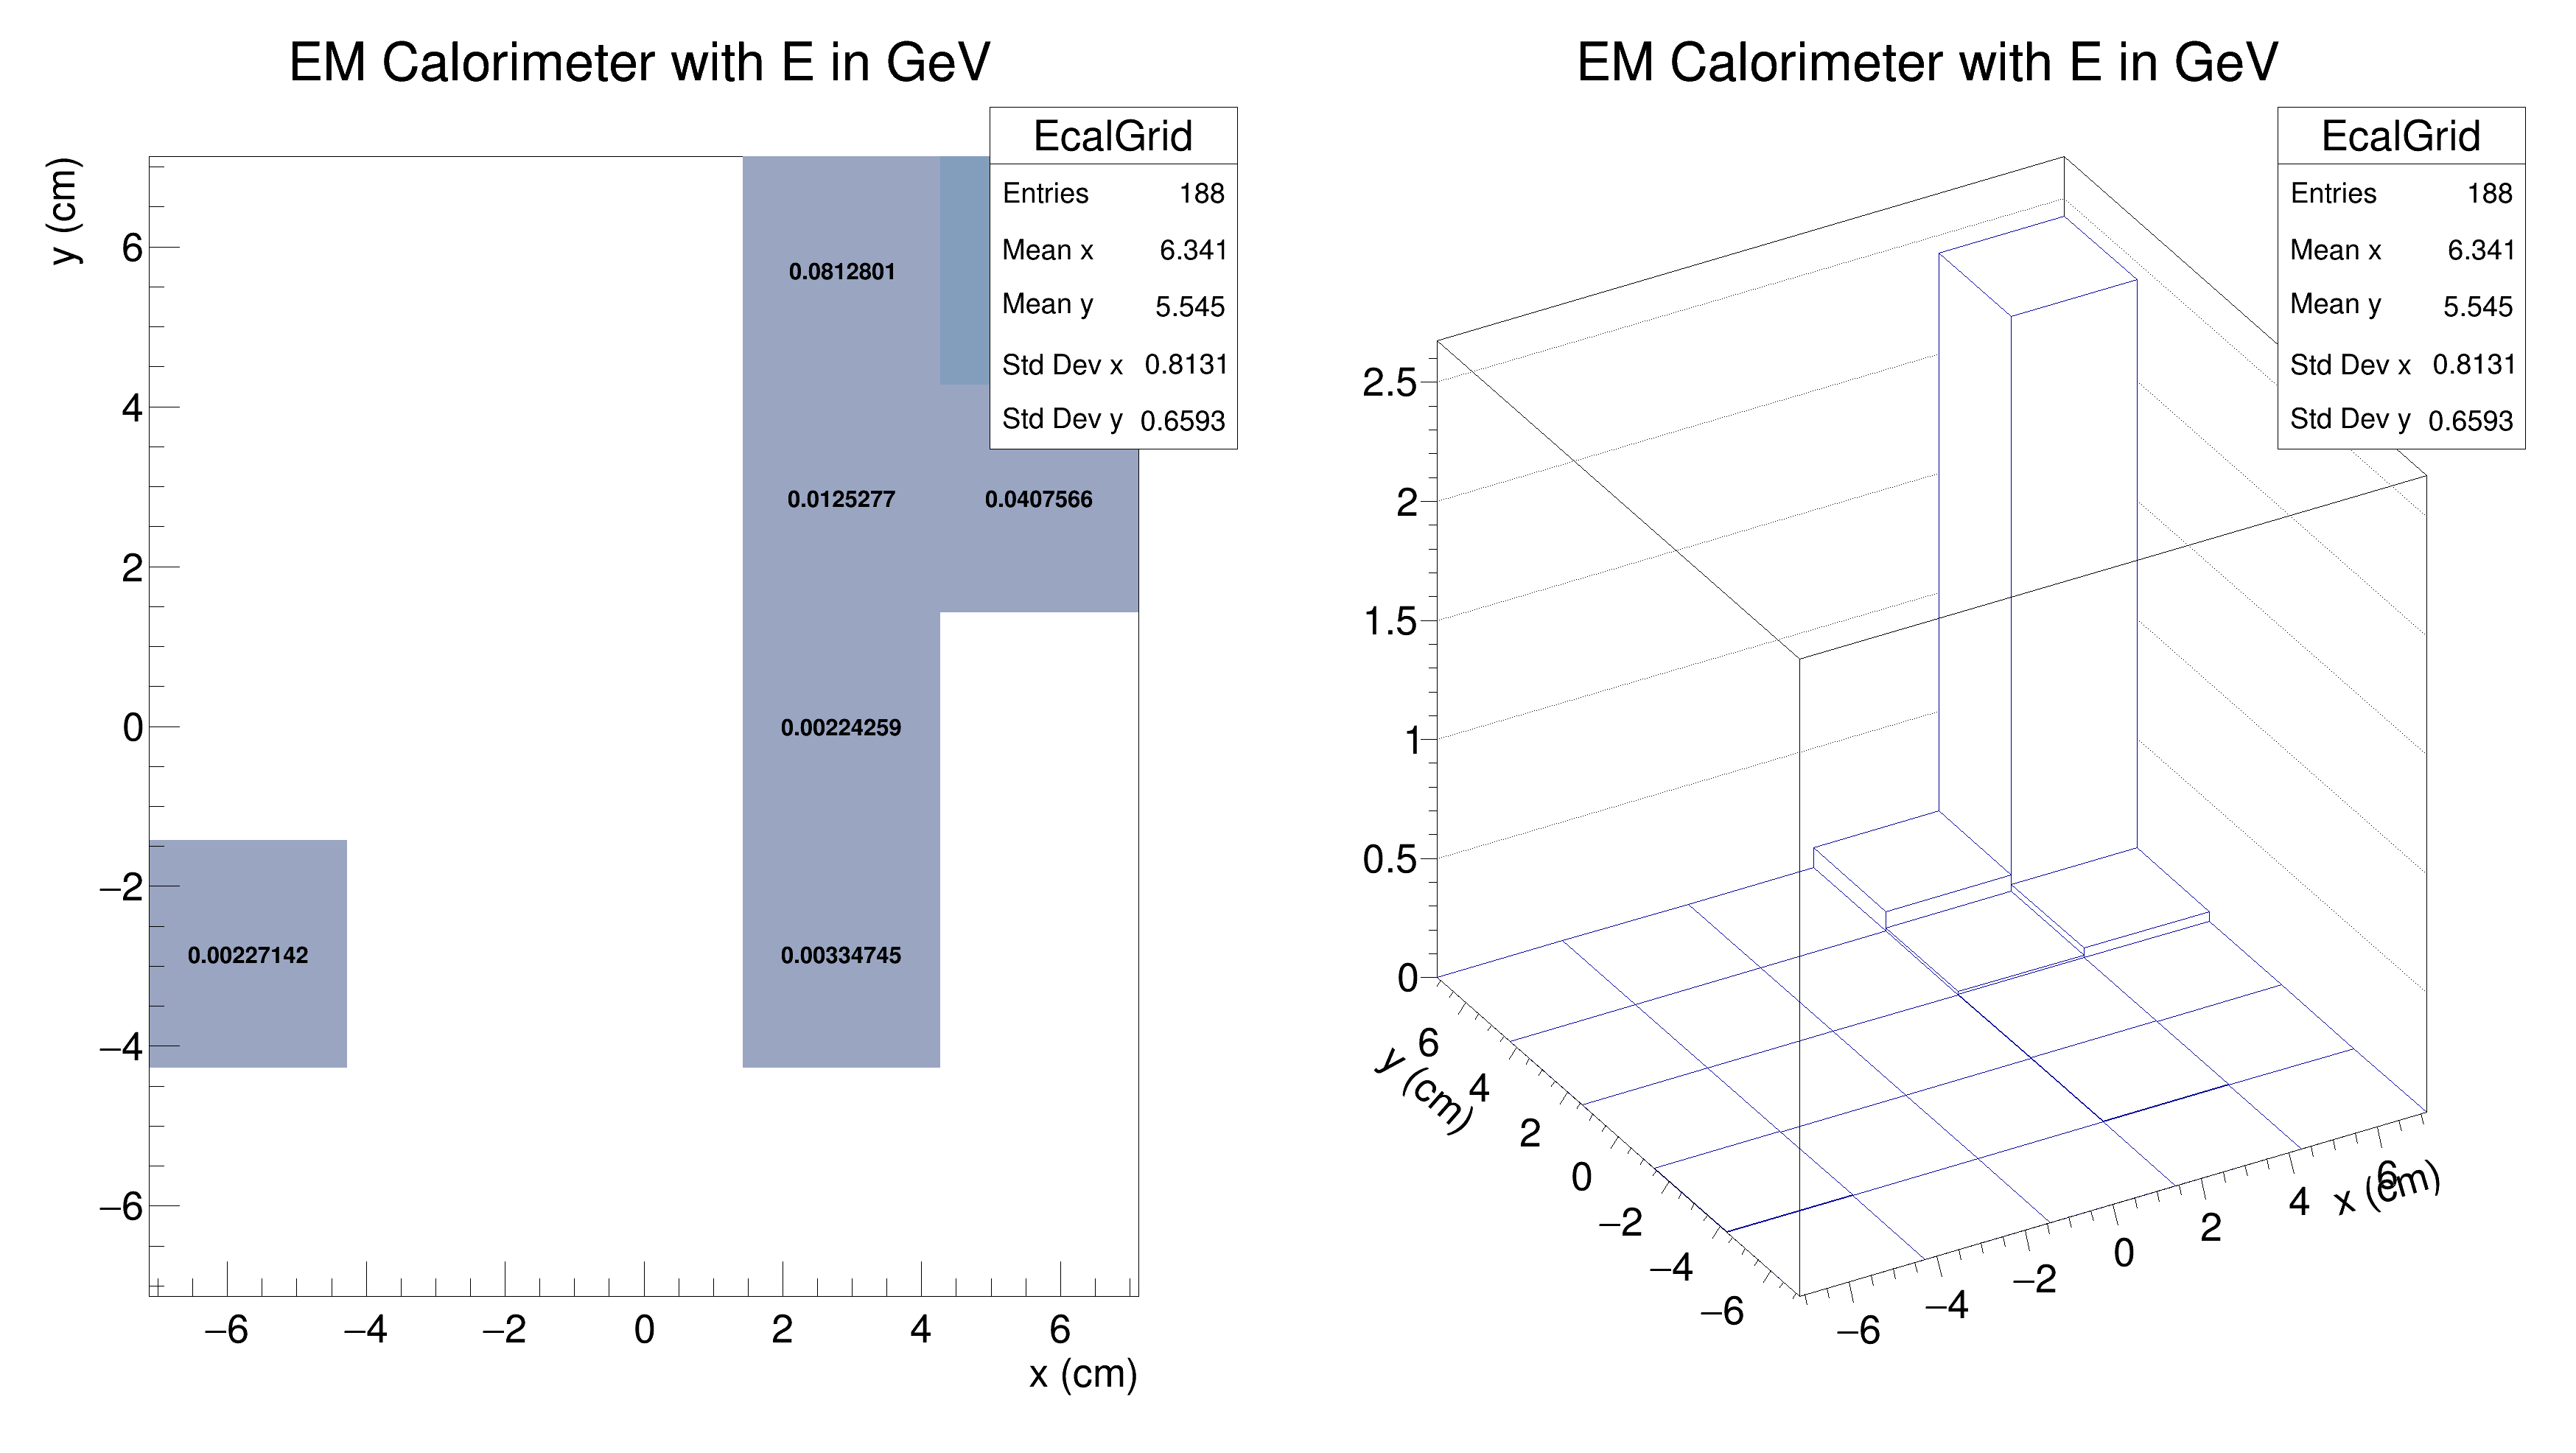 EM Calorimeter with E in GeV
EcalGrid
Entries 188
Mean x 6.341
Mean y 5.545
Std Dev x 0.8131
Std Dev y 0.6593
y (cm)
6
4
2
0
−2
−4
−6
0.0812801
0.0125277 0.0407566
0.00224259
0.00227142 0.00334745
−6 −4 −2 0 2 4 6
x (cm)
EM Calorimeter with E in GeV
EcalGrid
Entries 188
Mean x 6.341
Mean y 5.545
Std Dev x 0.8131
Std Dev y 0.6593
2.5
2
1.5
1
0.5
0
6
4
2
0
−2
−4
−6
y (cm)
−6
−4
−2
0
2
4
6
x (cm)